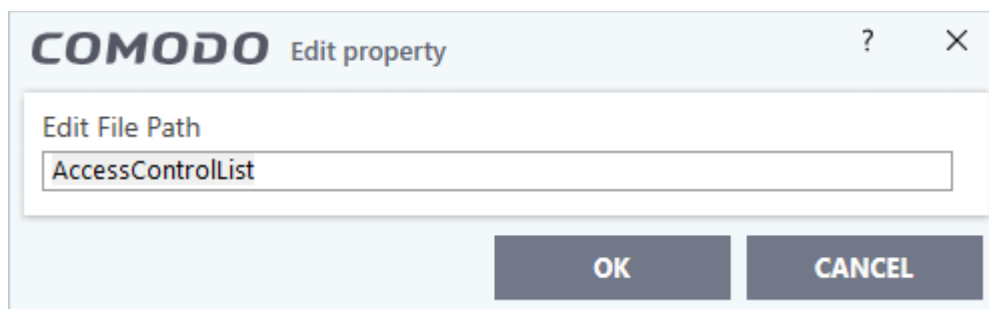 COMODO Edit property ? ×
Edit File Path
AccessControlList
OK CANCEL